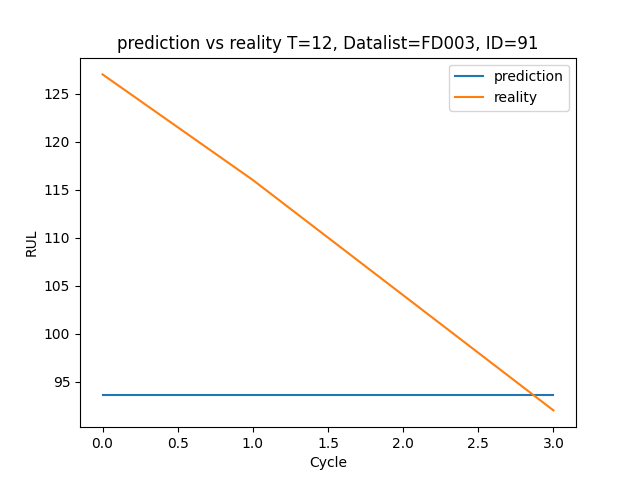 prediction vs reality T=12, Datalist=FD003, ID=91
prediction
reality
RUL
125
120
115
110
105
100
95
0.0 0.5 1.0 1.5 2.0 2.5 3.0
Cycle